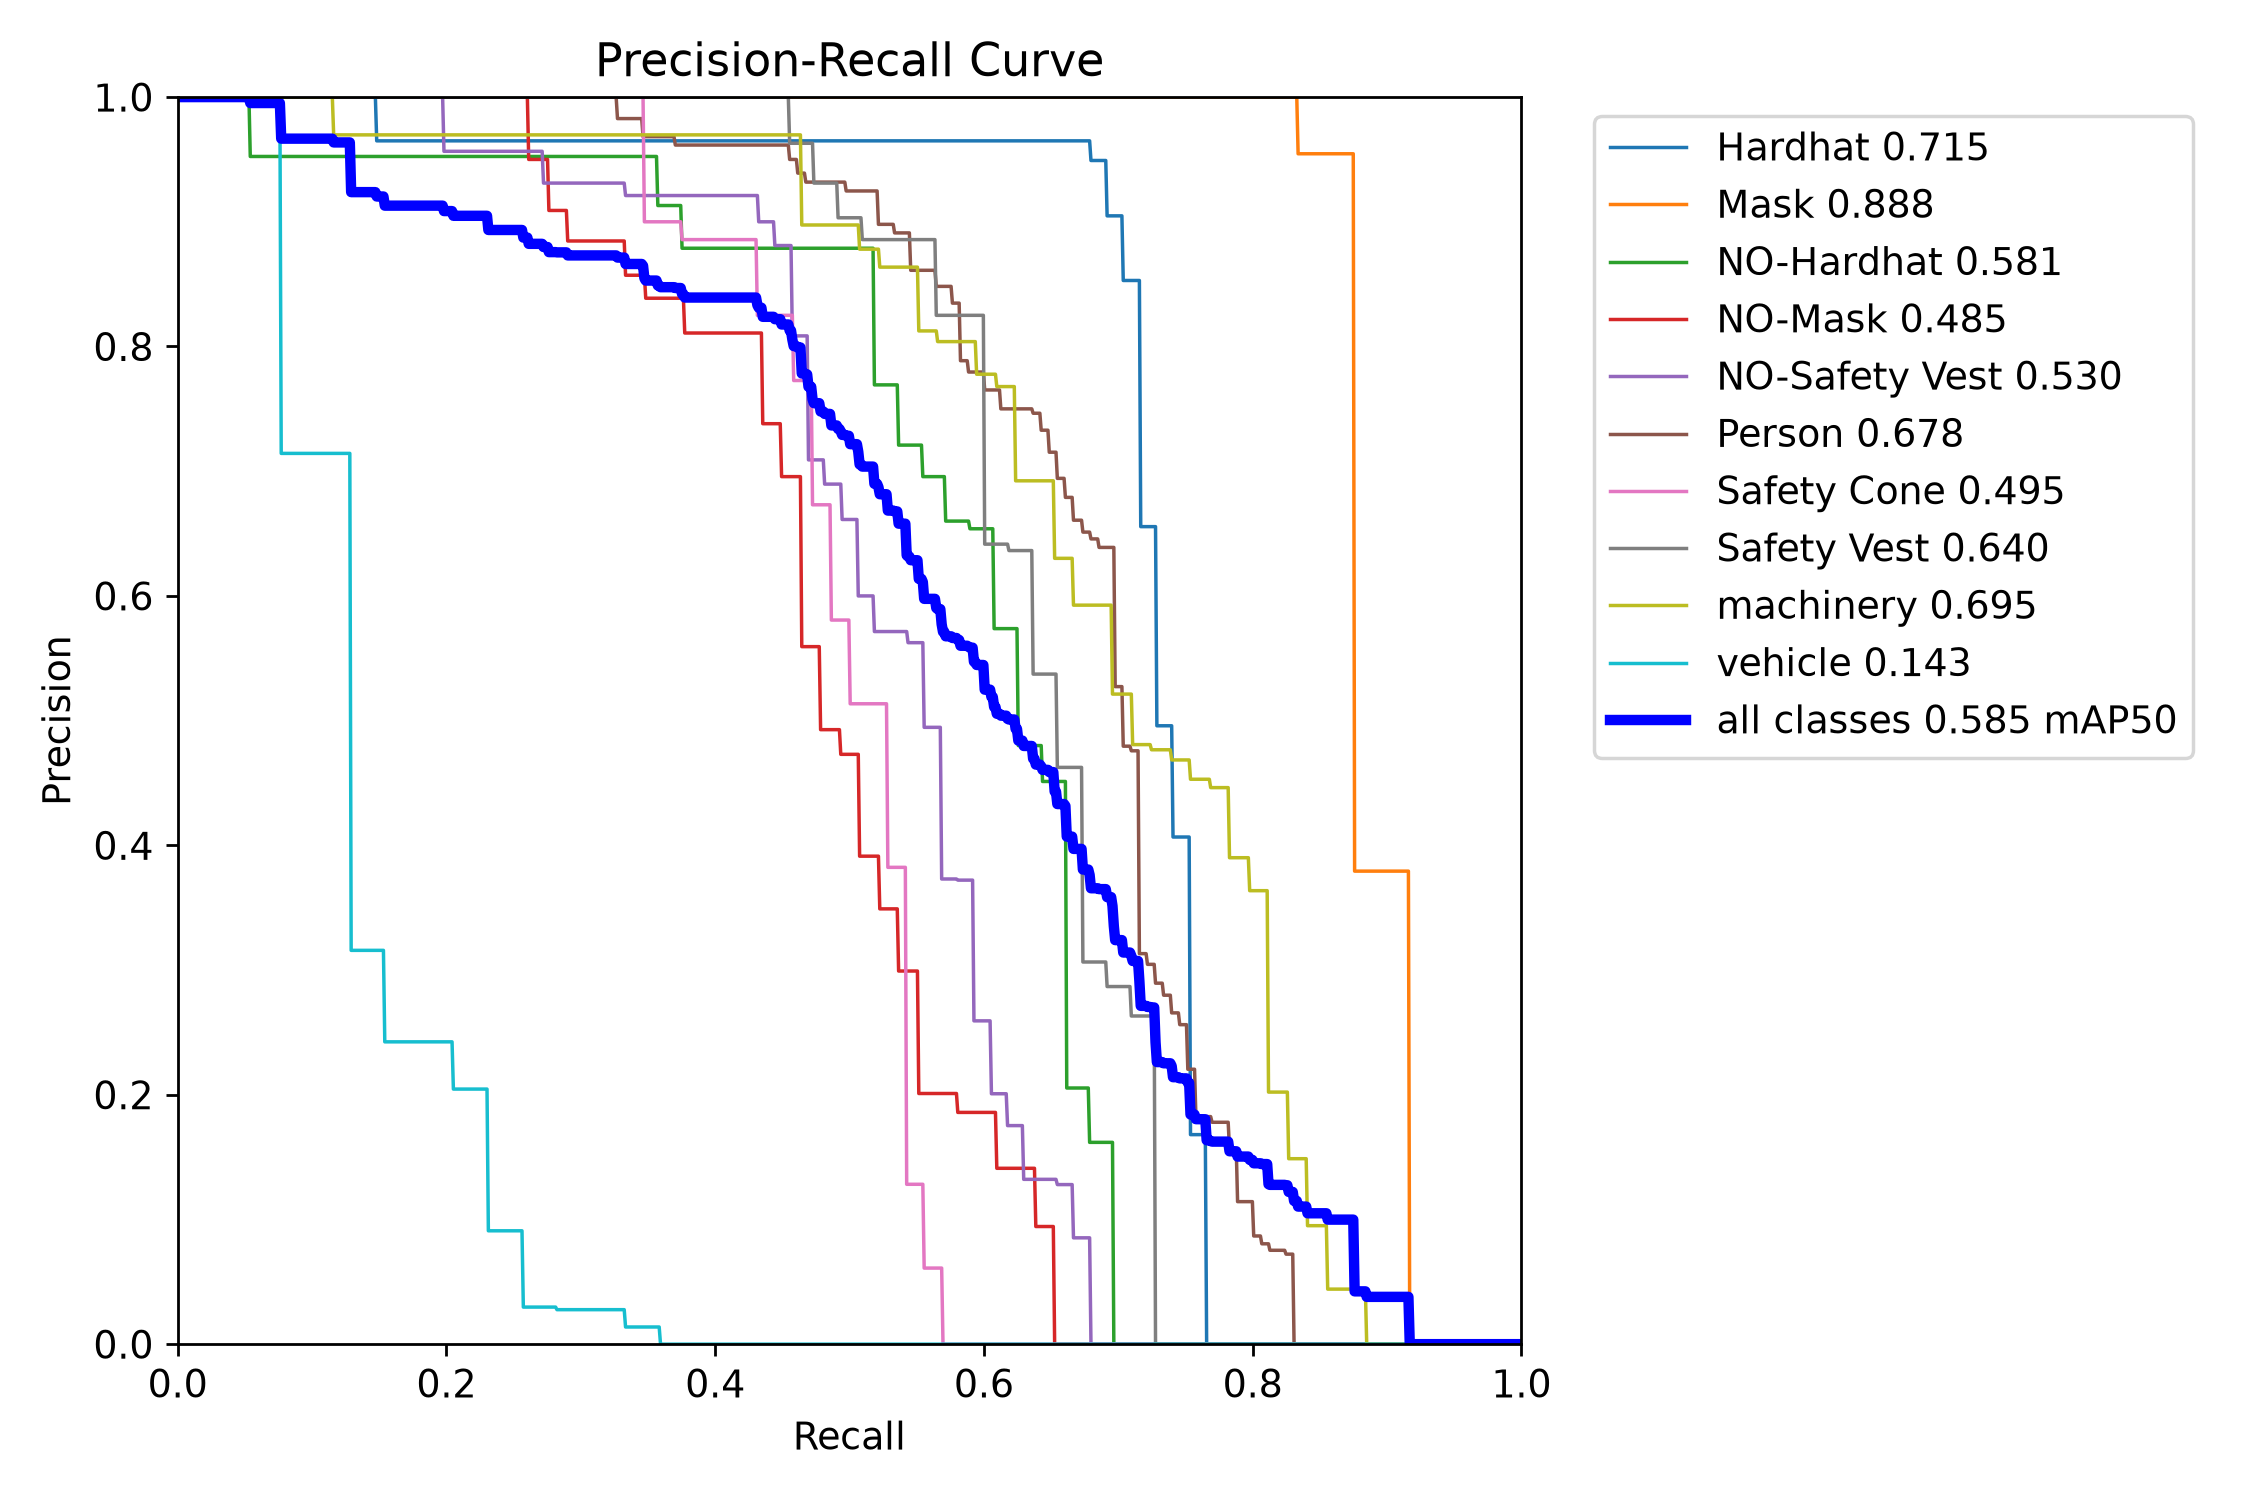 Precision-Recall Curve
1.0
0.8
0.6
0.4
0.2
0.0
Precision
0.0 0.2 0.4 0.6 0.8 1.0
Recall
Hardhat 0.715
Mask 0.888
NO-Hardhat 0.581
NO-Mask 0.485
NO-Safety Vest 0.530
Person 0.678
Safety Cone 0.495
Safety Vest 0.640
machinery 0.695
vehicle 0.143
all classes 0.585 mAP50